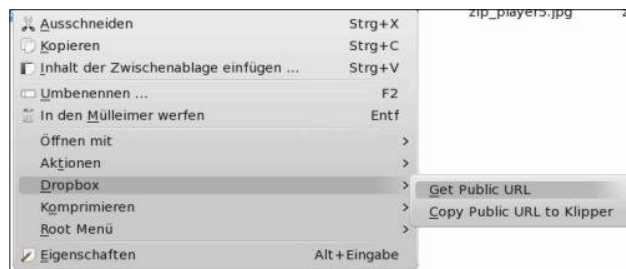 zip_player5.jpg
Ausschneiden Strg+X
Kopieren Strg+C
Inhalt der Zwischenablage einfügen ... Strg+V
Umbenennen ... F2
In den Mülleimer werfen Entf
Öffnen mit
Aktionen
Dropbox
Get Public URL
Komprimieren
Copy Public URL to Klipper
Root Menü
Eigenschaften Alt+Eingabe